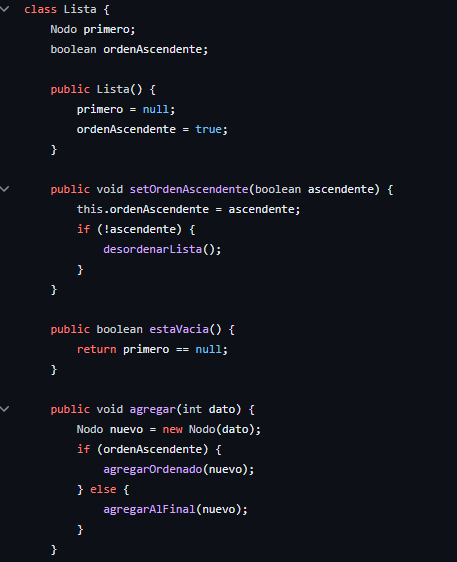 class Lista {
    Nodo primero;
    boolean ordenAscendente;

    public Lista() {
        primero = null;
        ordenAscendente = true;
    }

    public void setOrdenAscendente(boolean ascendente) {
        this.ordenAscendente = ascendente;
        if (!ascendente) {
            desordenarLista();
        }
    }

    public boolean estaVacia() {
        return primero == null;
    }

    public void agregar(int dato) {
        Nodo nuevo = new Nodo(dato);
        if (ordenAscendente) {
            agregarOrdenado(nuevo);
        } else {
            agregarAlFinal(nuevo);
        }
    }